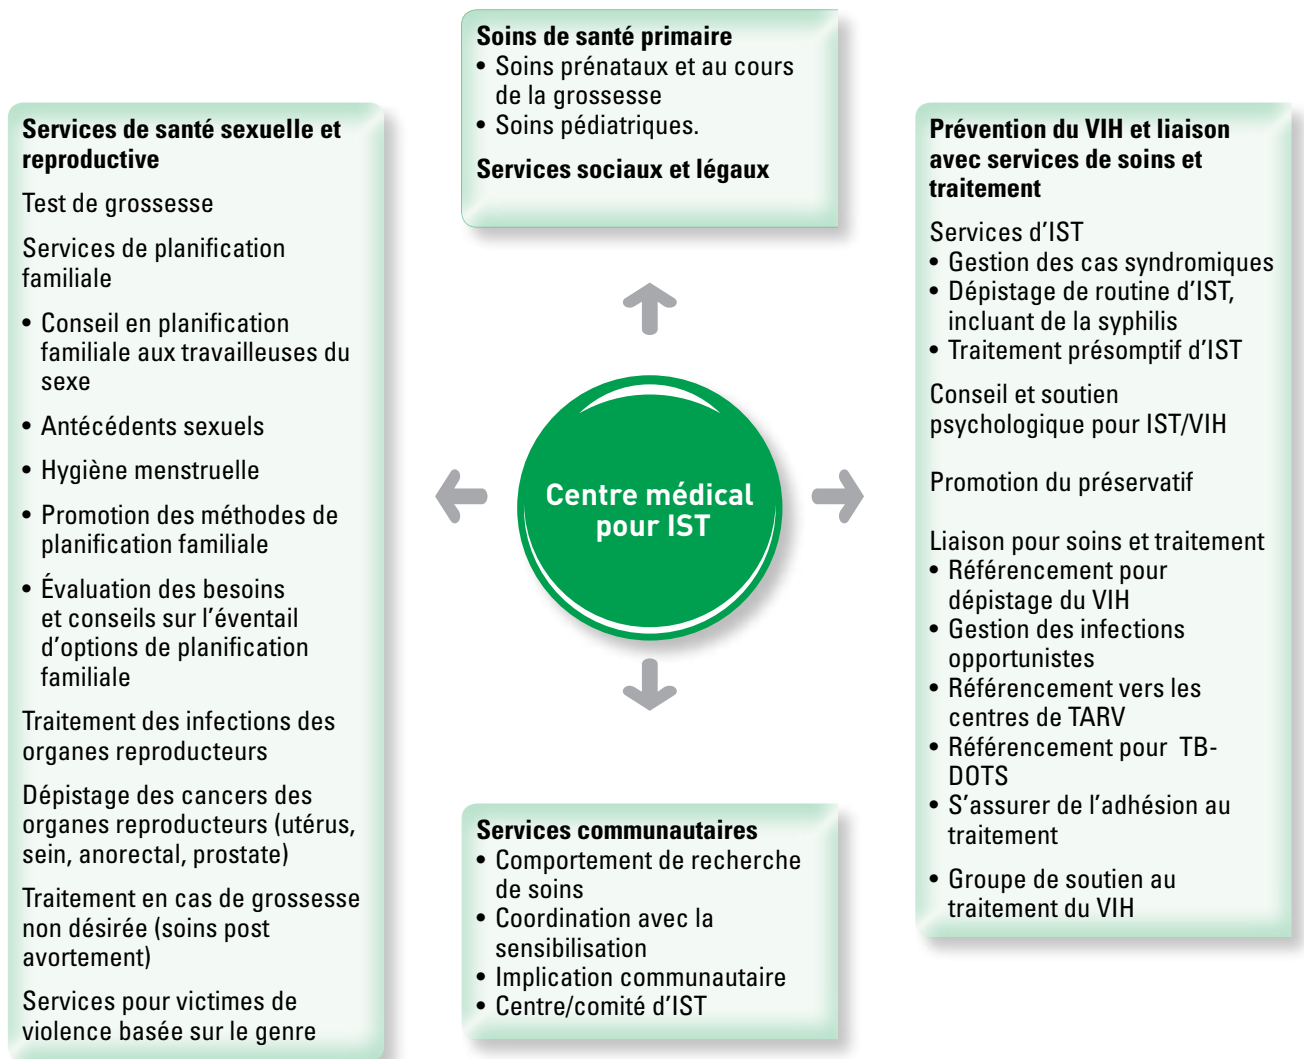 Soins de santé primaire
• Soins prénataux et au cours
de la grossesse
• Soins pédiatriques.
Services sociaux et légaux
Services de santé sexuelle et
reproductive
Test de grossesse
Services de planification
familiale
• Conseil en planification
familiale aux travailleuses du
sexe
• Antécédents sexuels
• Hygiène menstruelle
• Promotion des méthodes de
planification familiale
• Évaluation des besoins
et conseils sur l’éventail
d’options de planification
familiale
Traitement des infections des
organes reproducteurs
Dépistage des cancers des
organes reproducteurs (utérus,
sein, anorectal, prostate)
Traitement en cas de grossesse
non désirée (soins post
avortement)
Services pour victimes de
violence basée sur le genre
Centre médical
pour IST
Prévention du VIH et liaison
avec services de soins et
traitement
Services d’IST
• Gestion des cas syndromiques
• Dépistage de routine d’IST,
incluant de la syphilis
• Traitement présomptif d’IST
Conseil et soutien
psychologique pour IST/VIH
Promotion du préservatif
Liaison pour soins et traitement
• Référencement pour
dépistage du VIH
• Gestion des infections
opportunistes
• Référencement vers les
centres de TARV
• Référencement pour TB-
DOTS
• S’assurer de l’adhésion au
traitement
• Groupe de soutien au
traitement du VIH
Services communautaires
• Comportement de recherche
de soins
• Coordination avec la
sensibilisation
• Implication communautaire
• Centre/comité d’IST